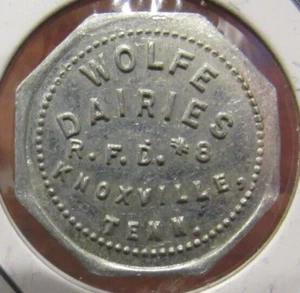 WOLFE
DAIRIES
R.F.D. *8
KNOXVILLE,
TENN.